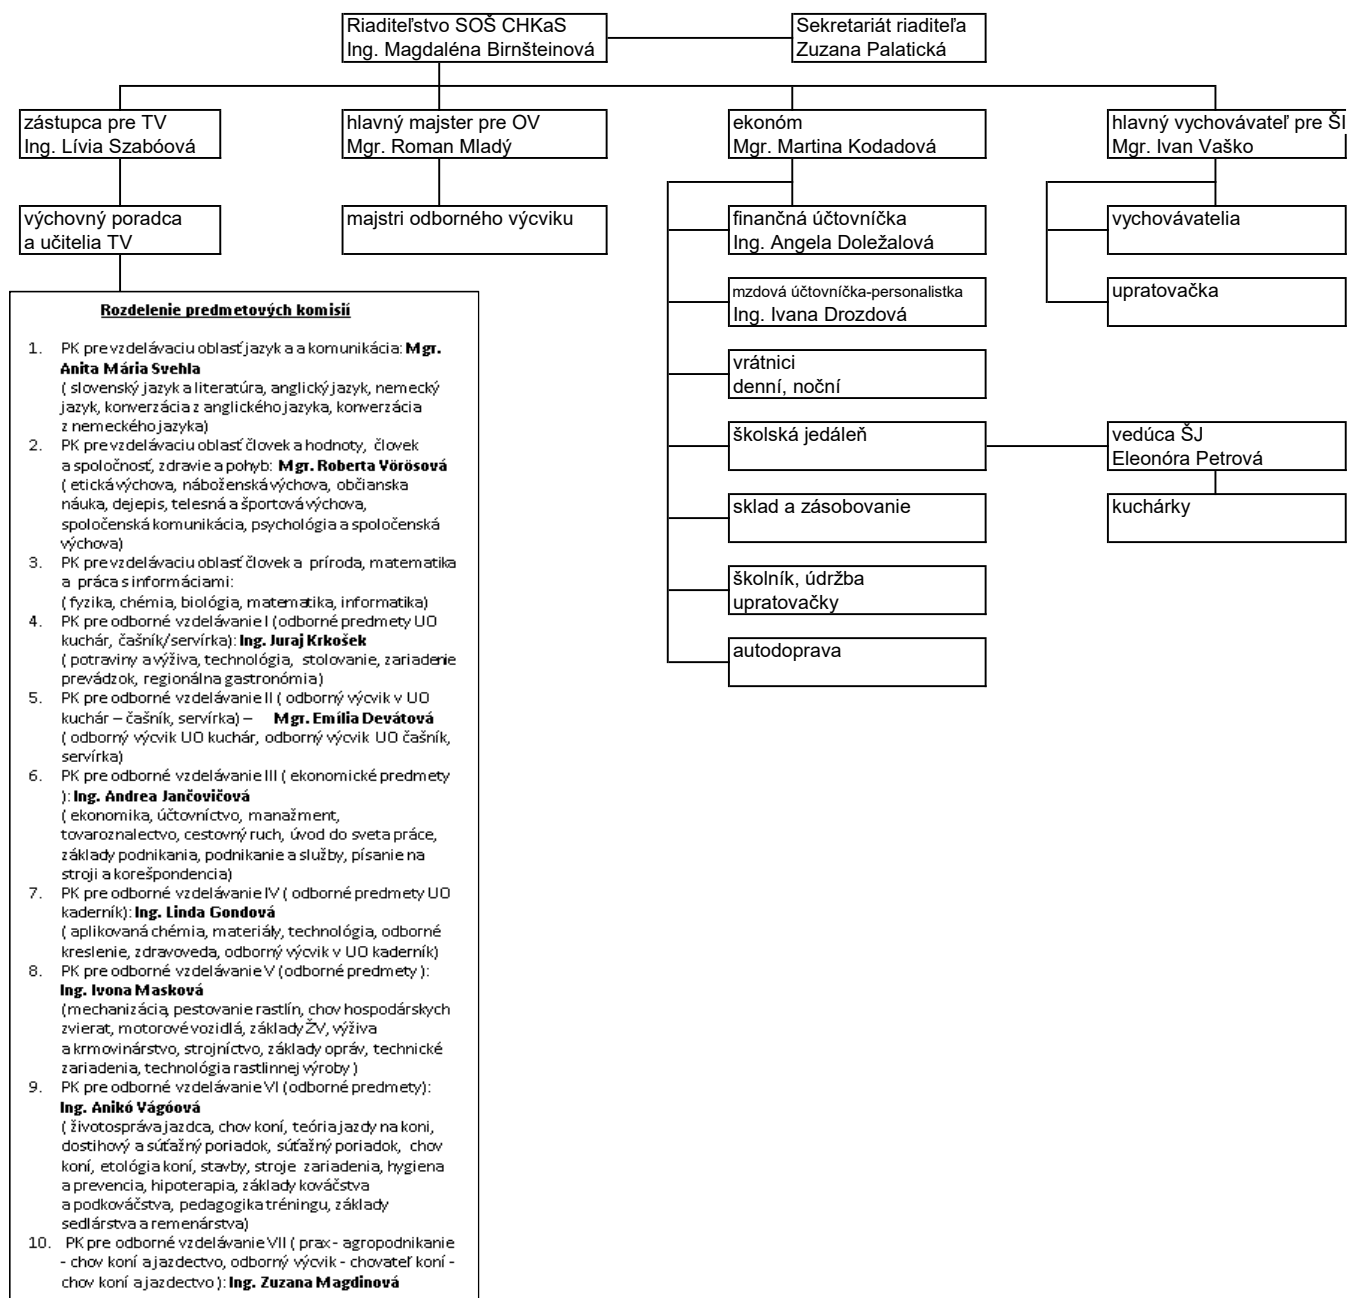 Riaditeľstvo SOŠ CHKaS
Ing. Magdaléna Birnšteinová
Sekretariát riaditeľa
Zuzana Palatická
zástupca pre TV
Ing. Lívia Szabóová
hlavný majster pre OV
Mgr. Roman Mladý
ekonóm
Mgr. Martina Kodadová
hlavný vychovávateľ pre ŠI
Mgr. Ivan Vaško
výchovný poradca
a učitelia TV
majstri odborného výcviku
finančná účtovníčka
Ing. Angela Doležalová
vychovávatelia
mzdová účtovníčka-personalistka
Ing. Ivana Drozdová
upratovačka
vrátnici
denní, noční
školská jedáleň
vedúca ŠJ
Eleonóra Petrová
sklad a zásobovanie
kuchárky
školník, údržba
upratovačky
autodoprava
Rozdelenie predmetových komisií
1. PK pre vzdelávaciu oblasť jazyk a a komunikácia: Mgr.
Anita Mária Svehla
( slovenský jazyk a literatúra, anglický jazyk, nemecký
jazyk, konverzácia z anglického jazyka, konverzácia
z nemeckého jazyka)
2. PK pre vzdelávaciu oblasť človek a hodnoty, človek
a spoločnosť, zdravie a pohyb: Mgr. Roberta Vörösová
( etická výchova, náboženská výchova, občianska
náuka, dejepis, telesná a športová výchova,
spoločenská komunikácia, psychológia a spoločenská
výchova)
3. PK pre vzdelávaciu oblasť človek a príroda, matematika
a práca s informáciami:
( fyzika, chémia, biológia, matematika, informatika)
4. PK pre odborné vzdelávanie I (odborné predmety UO
kuchár, čašník/servírka): Ing. Juraj Krkošek
( potraviny a výživa, technológia, stolovanie, zariadenie
prevádzok, regionálna gastronómia)
5. PK pre odborné vzdelávanie II ( odborný výcvik v UO
kuchár – čašník, servírka) – Mgr. Emília Devátová
( odborný výcvik UO kuchár, odborný výcvik UO čašník,
servírka)
6. PK pre odborné vzdelávanie III ( ekonomické predmety
): Ing. Andrea Jančovičová
( ekonomika, účtovníctvo, manažment,
tovaroznalectvo, cestovný ruch, úvod do sveta práce,
základy podnikania, podnikanie a služby, písanie na
stroji a korešpondencia)
7. PK pre odborné vzdelávanie IV ( odborné predmety UO
kaderník): Ing. Linda Gondová
( aplikovaná chémia, materiály, technológia, odborné
kreslenie, zdravoveda, odborný výcvik v UO kaderník)
8. PK pre odborné vzdelávanie V (odborné predmety ):
Ing. Ivona Masková
(mechanizácia, pestovanie rastlín, chov hospodárskych
zvierat, motorové vozidlá, základy ŽV, výživa
a krmovinárstvo, strojníctvo, základy opráv, technické
zariadenia, technológia rastlinnej výroby )
9. PK pre odborné vzdelávanie VI (odborné predmety):
Ing. Anikó Vágóová
( životospráva jazdca, chov koní, teória jazdy na koni,
dostihový a súťažný poriadok, súťažný poriadok, chov
koní, etológia koní, stavby, stroje zariadenia, hygiena
a prevencia, hipoterapia, základy kováčstva
a podkováčstva, pedagogika tréningu, základy
sedlárstva a remenárstva)
10. PK pre odborné vzdelávanie VII ( prax - agropodnikanie
- chov koní a jazdectvo, odborný výcvik - chovateľ koní -
chov koní a jazdectvo ): Ing. Zuzana Magdinová